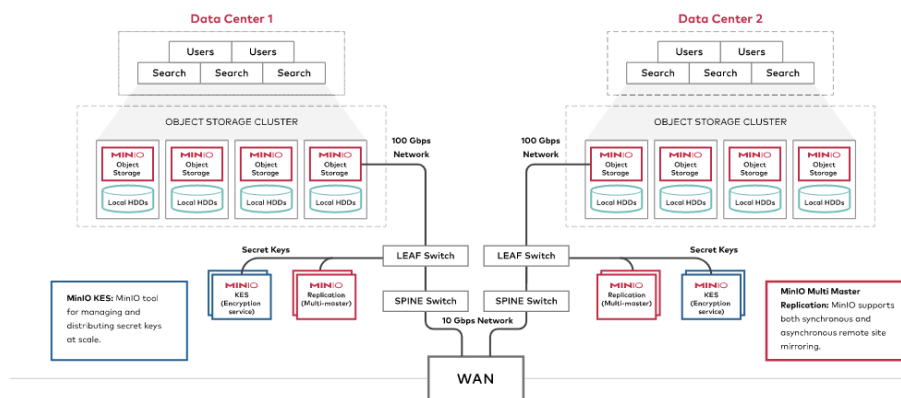 Data Center 1
Users Users
Search Search Search
OBJECT STORAGE CLUSTER
MINIO MINIO MINIO MINIO
Object Object Object Object
Storage Storage Storage Storage
Local HDDs Local HDDs Local HDDs Local HDDs
100 Gbps
Network
Secret Keys
LEAF Switch
MINIO
KES
(Encryption
service)
MINIO
Replication
(Multi-master)
SPINE Switch
MinIO KES: MinIO tool
for managing and
distributing secret keys
at scale.
Data Center 2
Users Users
Search Search Search
OBJECT STORAGE CLUSTER
100 Gbps
Network
MINIO MINIO MINIO MINIO
Object Object Object Object
Storage Storage Storage Storage
Local HDDs Local HDDs Local HDDs Local HDDs
Secret Keys
LEAF Switch
MINIO
Replication
(Multi-master)
MINIO
KES
(Encryption
service)
SPINE Switch
MinIO Multi Master
Replication: MinIO supports
both synchronous and
asynchronous remote site
mirroring.
10 Gbps Network
WAN